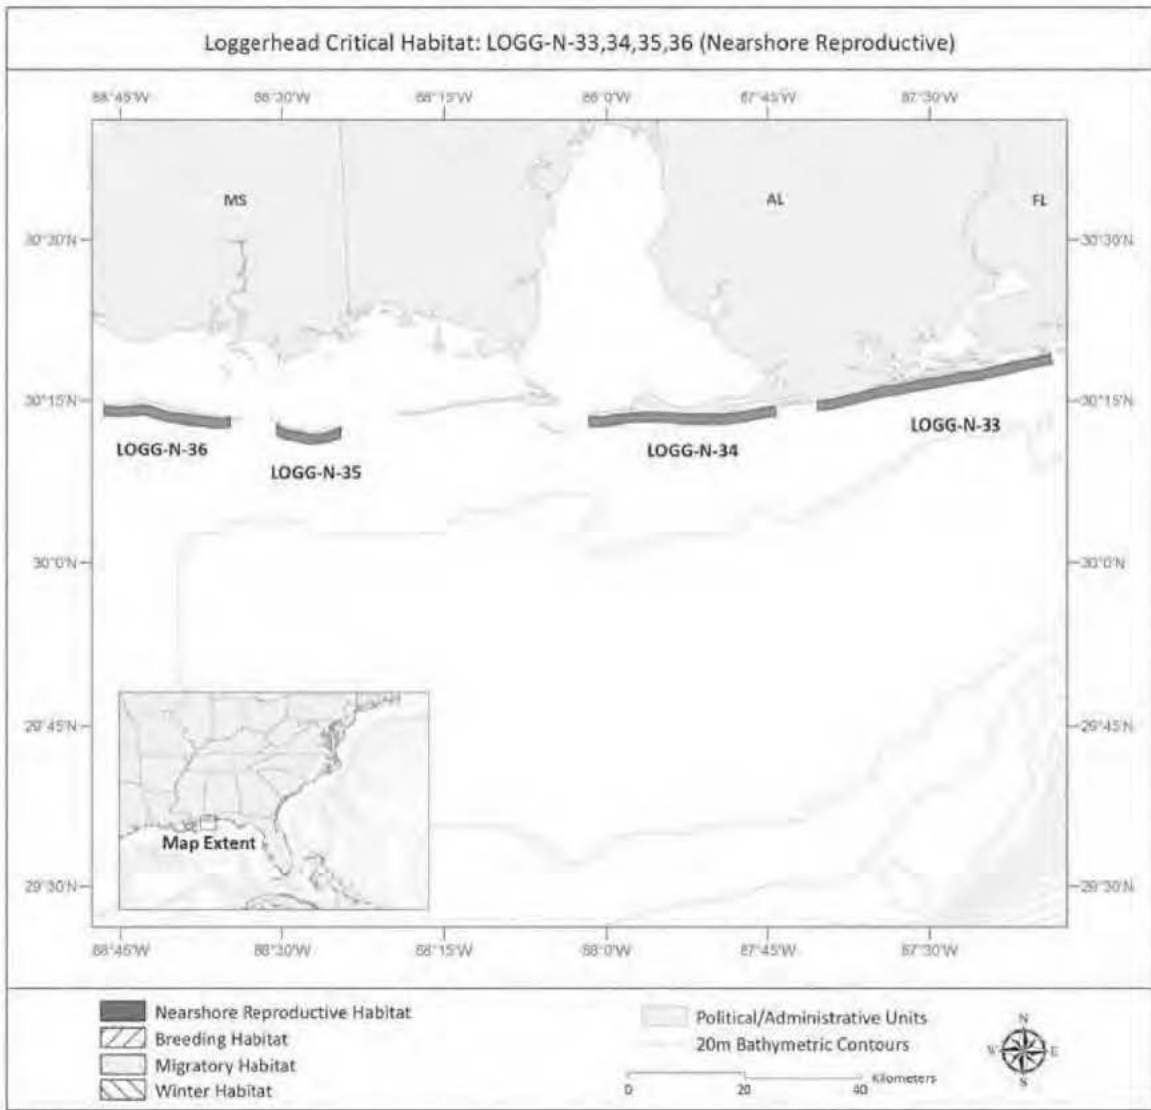 Loggerhead Critical Habitat: LOGG-N-33,34,35,36 (Nearshore Reproductive)
88°45'W 88°30'W 88°15'W 88°0'W 87°45'W 87°30'W
MS AL FL
30°30'N 30°30'N
30°15'N 30°15'N
LOGG-N-36
LOGG-N-35
LOGG-N-34
LOGG-N-33
30°0'N 30°0'N
29°45'N 29°45'N
Map Extent
29°30'N 29°30'N
88°45'W 88°30'W 88°15'W 88°0'W 87°45'W 87°30'W
Nearshore Reproductive Habitat
Breeding Habitat
Migratory Habitat
Winter Habitat
Political/Administrative Units
20m Bathymetric Contours
Kilometers
0 20 40
N
W E
S